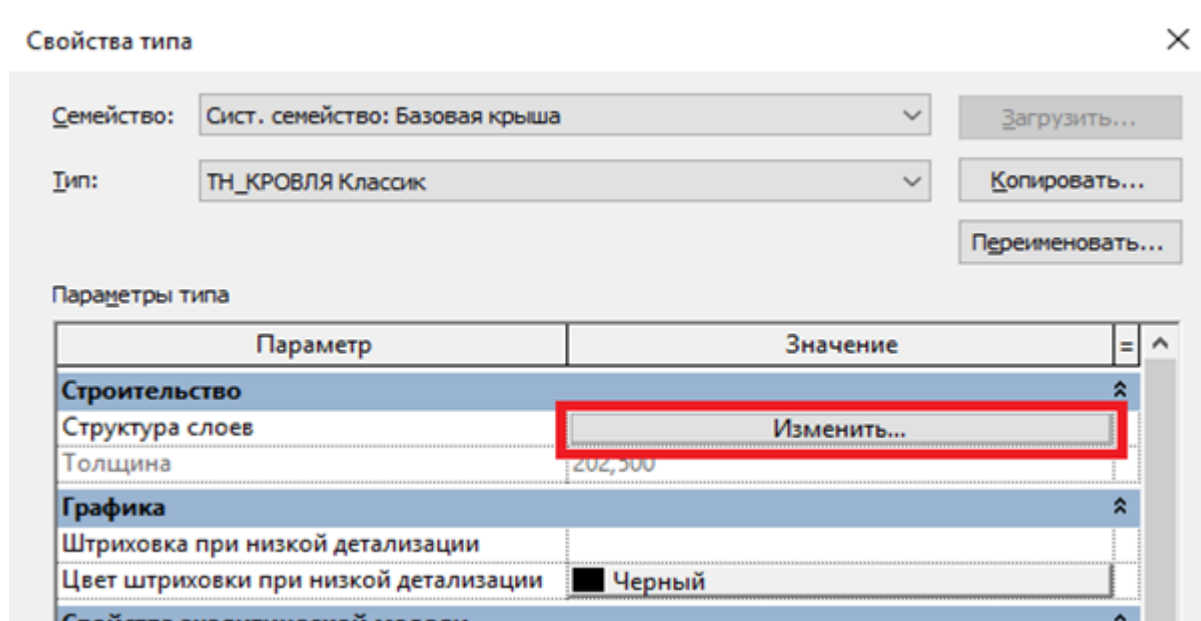 Свойства типа
Семейство: Сист. семейство: Базовая крыша Загрузить...
Тип: ТН_КРОВЛЯ Классик Копировать...
Переименовать...
Параметры типа
Параметр Значение =
Строительство
Структура слоев Изменить...
Толщина 202,500
Графика
Штриховка при низкой детализации
Цвет штриховки при низкой детализации Черный